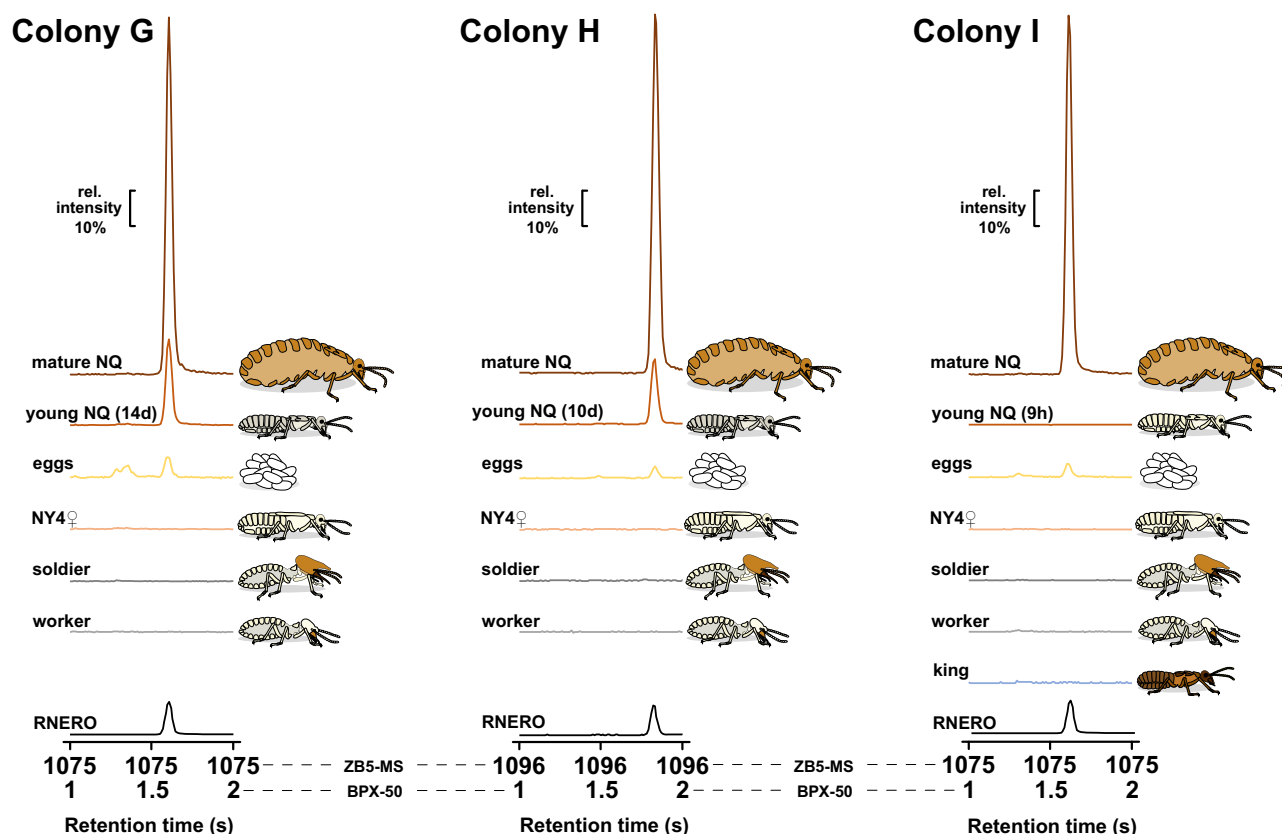 Colony G
rel.
intensity
10%
mature NQ
young NQ (14d)
eggs
NY4♀
soldier
worker
RNERO
1075 1075 1075
1 1.5 2
Retention time (s)
Colony H
rel.
intensity
10%
mature NQ
young NQ (10d)
eggs
NY4♀
soldier
worker
RNERO
ZB5-MS
BPX-50
1096 1096 1096
1 1.5 2
Retention time (s)
Colony I
rel.
intensity
10%
mature NQ
young NQ (9h)
eggs
NY4♀
soldier
worker
king
RNERO
ZB5-MS
BPX-50
1075 1075 1075
1 1.5 2
Retention time (s)